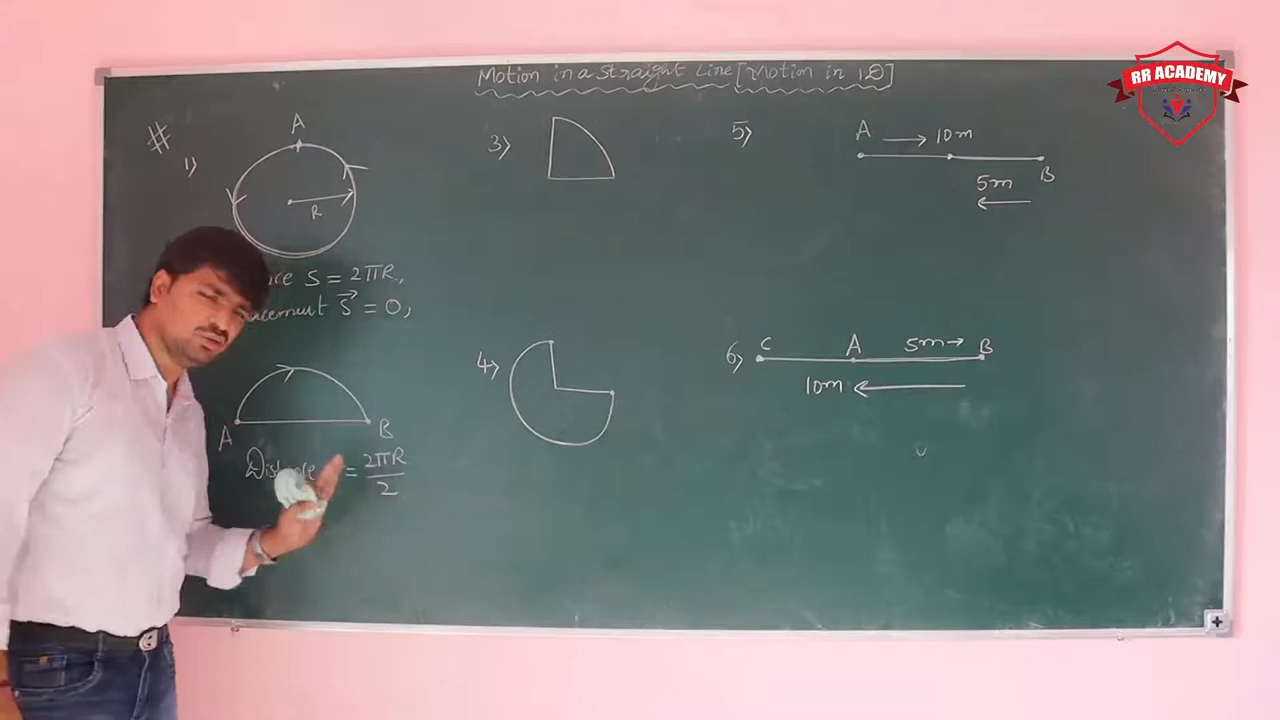 Motion in a Straight Line [Motion in 1D]
#
1)
A
R
S = 2πR,
S⃗ = 0,
A
B
Distance = 2πR/2
3)
4)
5)
A → 10m
B
5m
←
6)
C
A
5m →
B
10m ←
RR ACADEMY